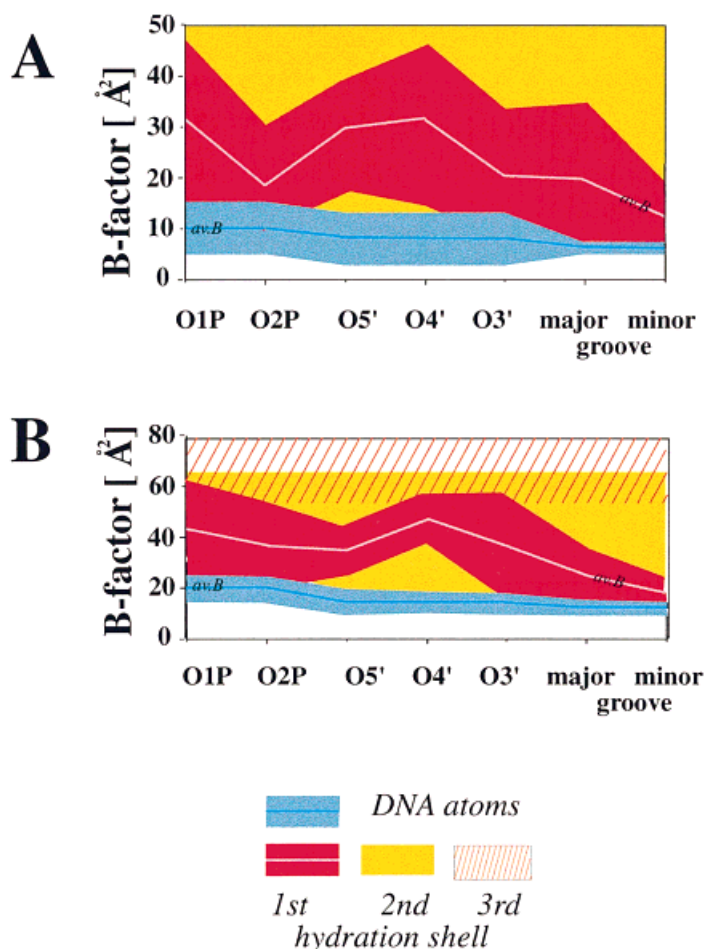 A
B-factor [ Å²]
50
40
30
20
10
0
av.B
av.B
O1P O2P O5' O4' O3' major minor
groove
B
B-factor [ Å²]
80
60
40
20
0
av.B
av.B
O1P O2P O5' O4' O3' major minor
groove
DNA atoms
1st 2nd 3rd
hydration shell